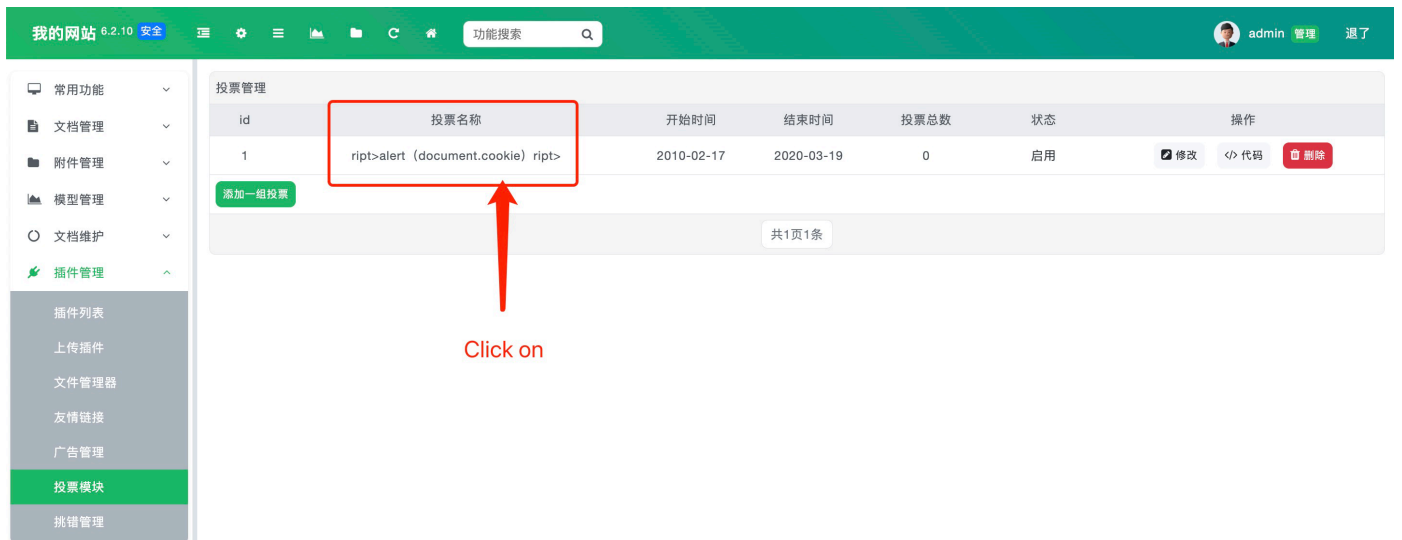 我的网站 6.2.10 安全 功能搜索 admin 管理 退了
常用功能
文档管理
附件管理
模型管理
文档维护
插件管理
插件列表
上传插件
文件管理器
友情链接
广告管理
投票模块
挑错管理
投票管理
id 投票名称 开始时间 结束时间 投票总数 状态 操作
1 ript>alert（document.cookie）ript> 2010-02-17 2020-03-19 0 启用 修改 </> 代码 删除
添加一组投票
共1页1条
Click on